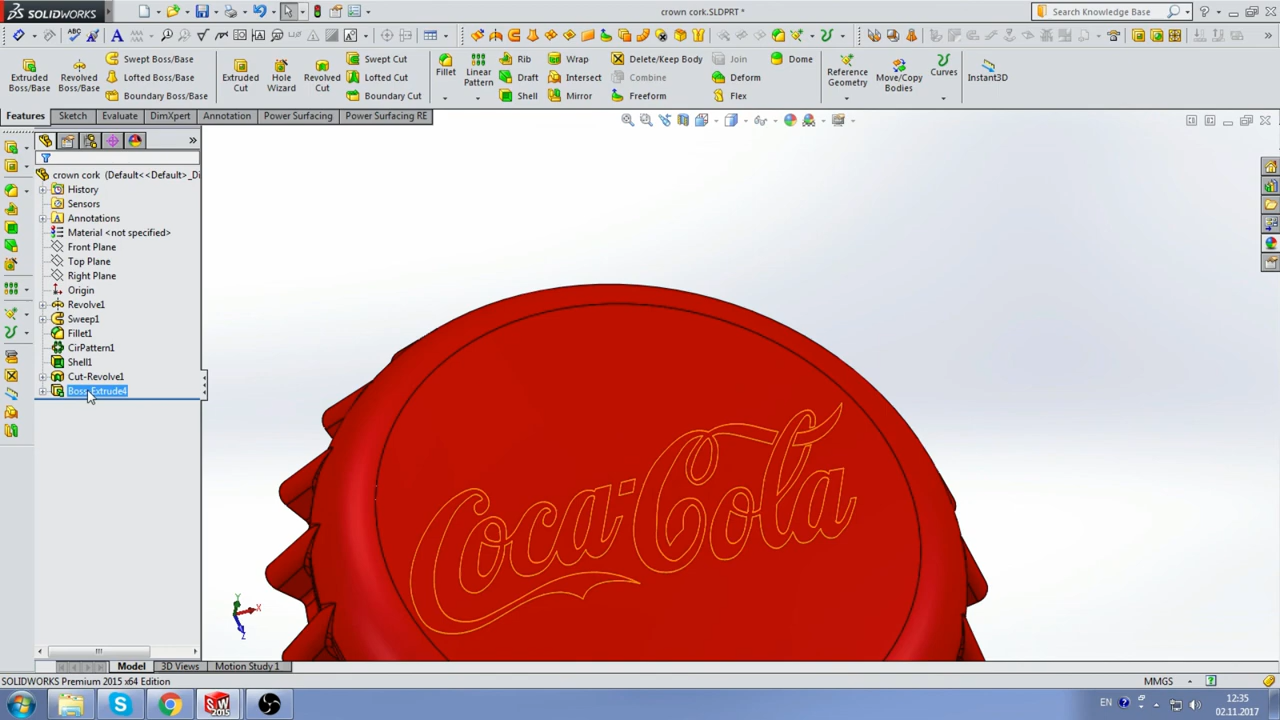 SOLIDWORKS
crown cork.SLDPRT *
Search Knowledge Base
Extruded Boss/Base
Revolved Boss/Base
Swept Boss/Base
Lofted Boss/Base
Boundary Boss/Base
Extruded Cut
Hole Wizard
Revolved Cut
Swept Cut
Lofted Cut
Boundary Cut
Fillet
Linear Pattern
Rib
Draft
Shell
Wrap
Intersect
Mirror
Delete/Keep Body
Combine
Freeform
Join
Deform
Flex
Dome
Reference Geometry
Move/Copy Bodies
Curves
Instant3D
Features
Sketch
Evaluate
DimXpert
Annotation
Power Surfacing
Power Surfacing RE
crown cork (Default<<Default>_Di
History
Sensors
Annotations
Material <not specified>
Front Plane
Top Plane
Right Plane
Origin
Revolve1
Sweep1
Fillet1
CirPattern1
Shell1
Cut-Revolve1
Boss-Extrude4
Coca-Cola
Y
X
Z
Model
3D Views
Motion Study 1
SOLIDWORKS Premium 2015 x64 Edition
MMGS
EN
12:35
02.11.2017